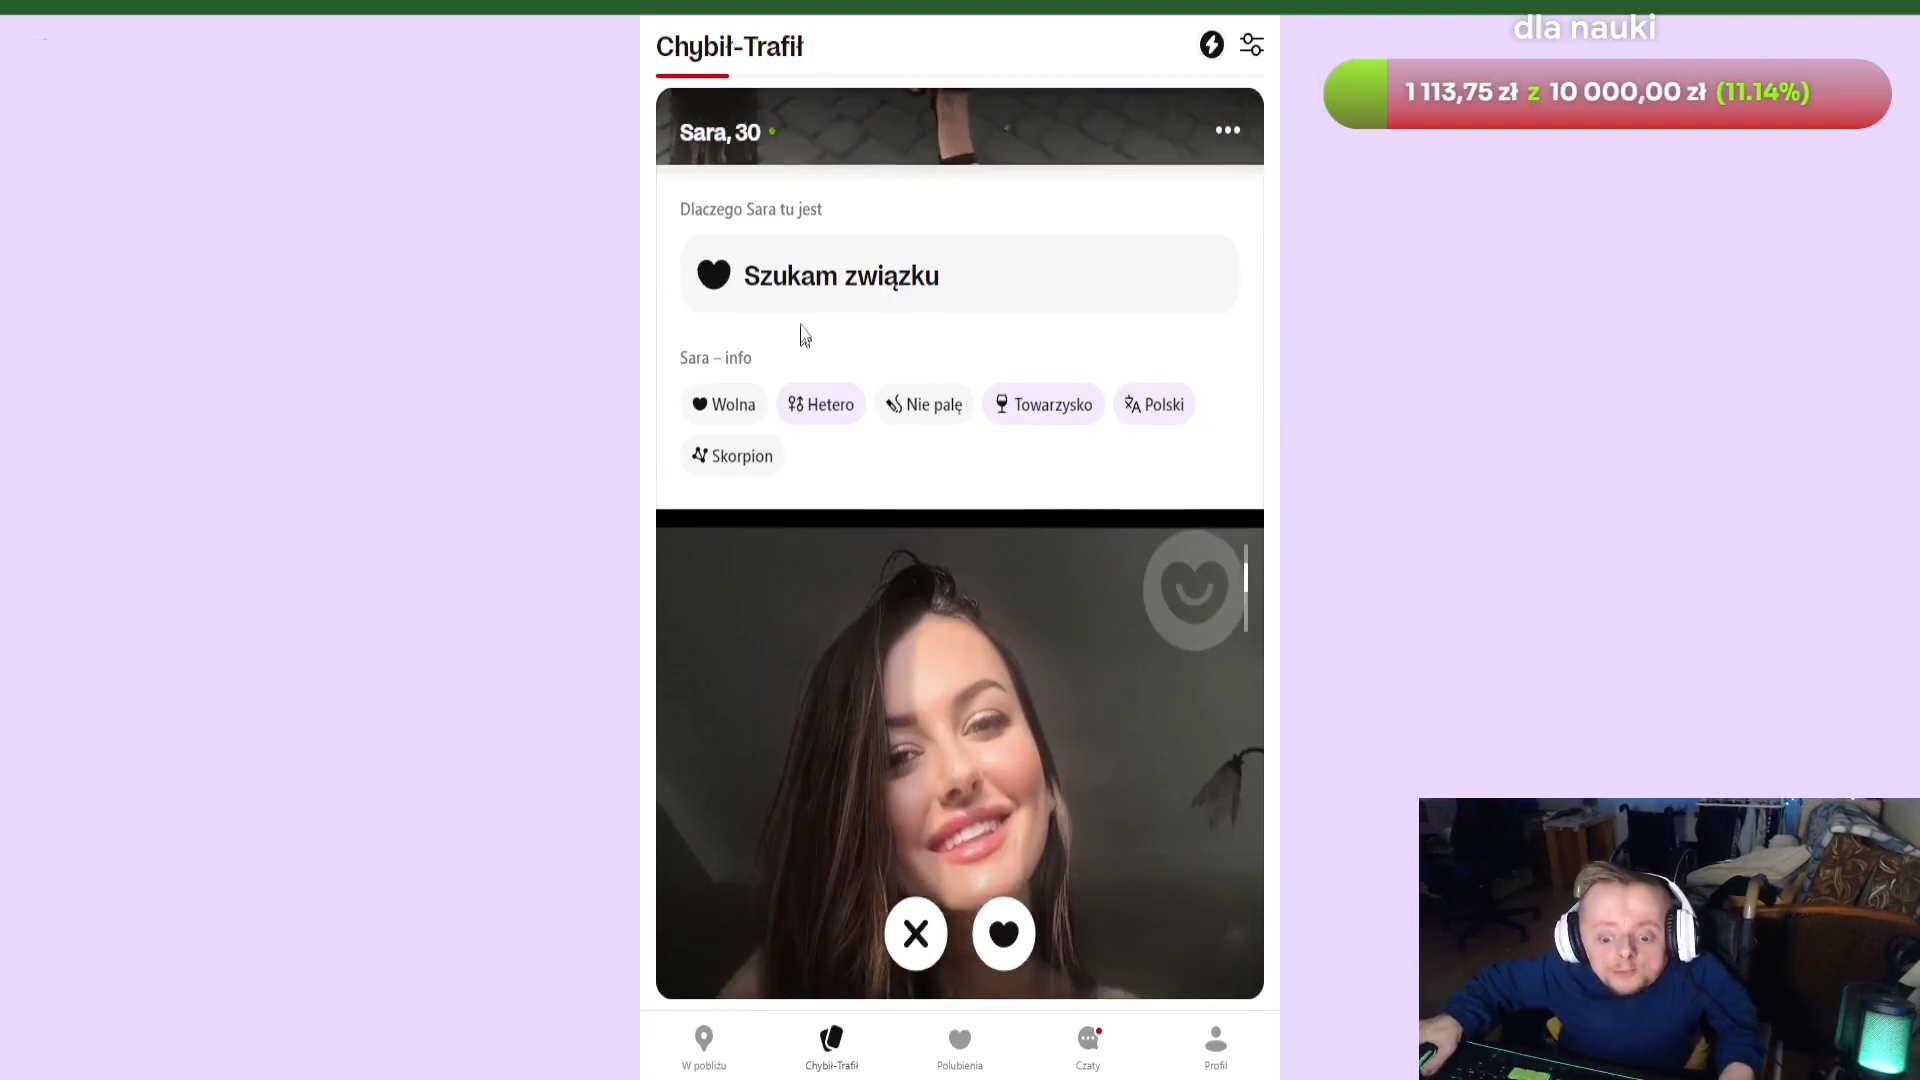 dla nauki
1 113,75 zł z 10 000,00 zł (11.14%)
Chybił-Trafił
Sara, 30
Dlaczego Sara tu jest
Szukam związku
Sara – info
Wolna
Hetero
Nie palę
Towarzysko
Polski
Skorpion
W pobliżu
Chybił-Trafił
Polubienia
Czaty
Profil